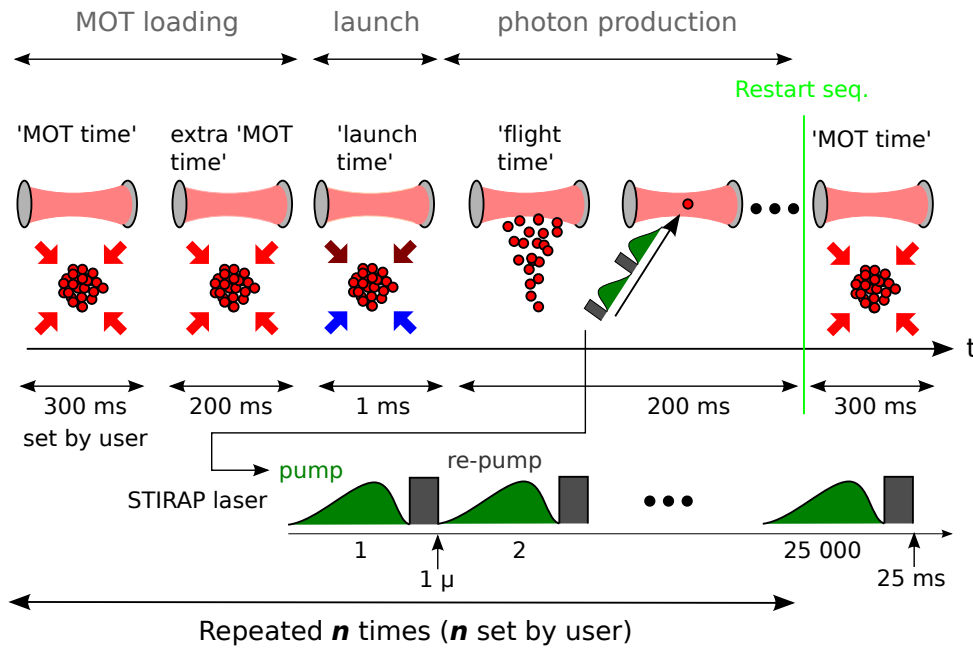 MOT loading
launch
photon production
Restart seq.
'MOT time'
extra 'MOT
time'
'launch
time'
'flight
time'
'MOT time'
t
300 ms
set by user
200 ms
1 ms
200 ms
300 ms
pump
re-pump
STIRAP laser
1
2
25 000
1 μ
25 ms
Repeated n times (n set by user)